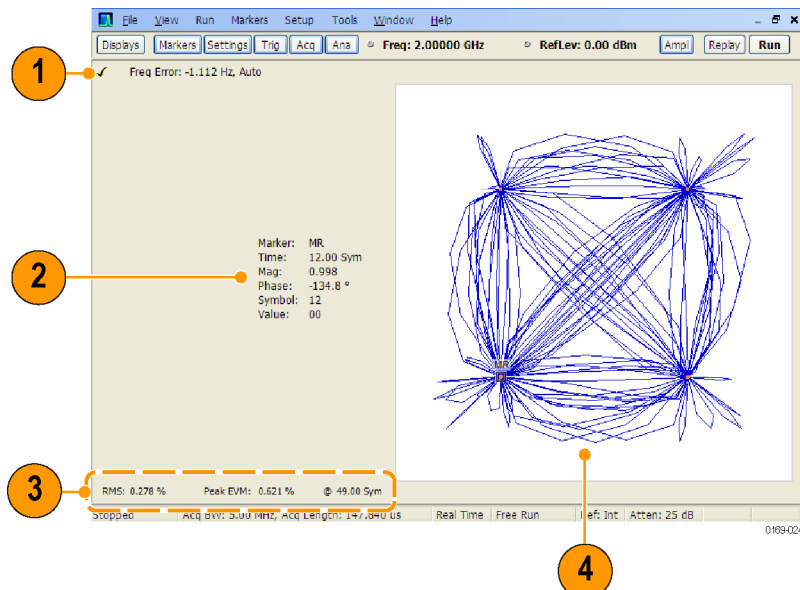 File View Run Markers Setup Tools Window Help
Displays Markers Settings Trig Acq Ana Freq: 2.00000 GHz RefLev: 0.00 dBm Ampl Replay Run
1
Freq Error: -1.112 Hz, Auto
2
Marker: MR
Time: 12.00 Sym
Mag: 0.998
Phase: -134.8 °
Symbol: 12
Value: 00
MR
3
RMS: 0.278 % Peak EVM: 0.621 % @ 49.00 Sym
Stopped Acq BW: 5.00 MHz, Acq Length: 147.840 us Real Time Free Run Ref: Int Atten: 25 dB
0169-024
4